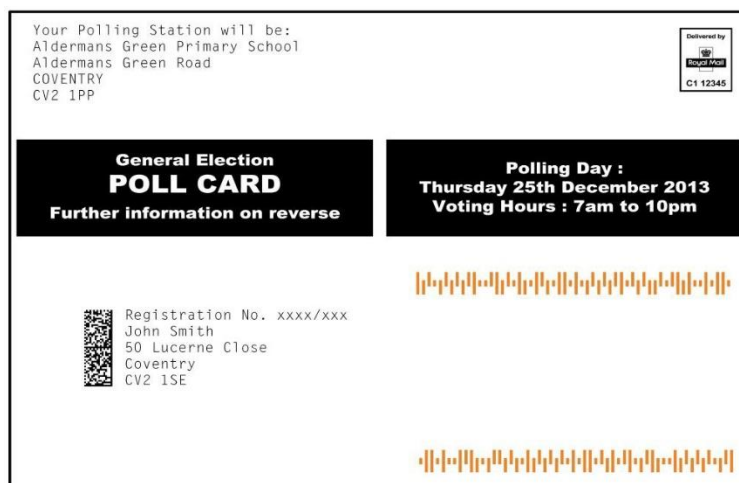 Your Polling Station will be:
Aldermans Green Primary School
Aldermans Green Road
COVENTRY
CV2 1PP
Delivered by
Royal Mail
C1 12345
General Election
POLL CARD
Further information on reverse
Polling Day :
Thursday 25th December 2013
Voting Hours : 7am to 10pm
Registration No. xxxx/xxx
John Smith
50 Lucerne Close
Coventry
CV2 1SE